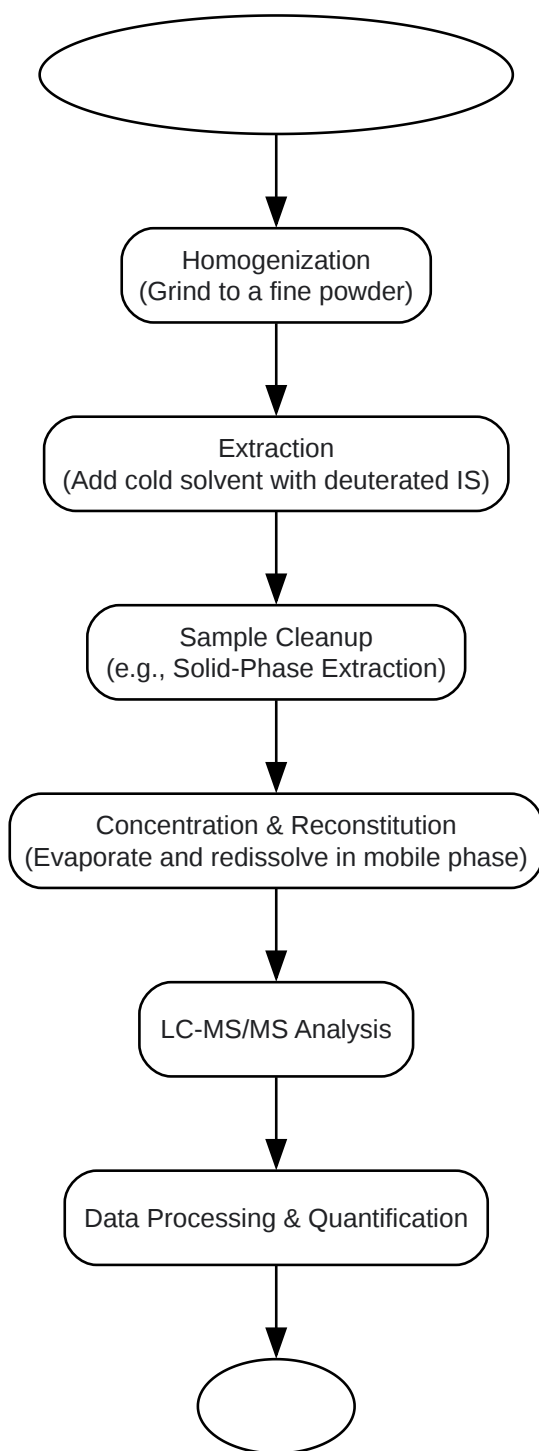 Homogenization
(Grind to a fine powder)
Extraction
(Add cold solvent with deuterated IS)
Sample Cleanup
(e.g., Solid-Phase Extraction)
Concentration & Reconstitution
(Evaporate and redissolve in mobile phase)
LC-MS/MS Analysis
Data Processing & Quantification